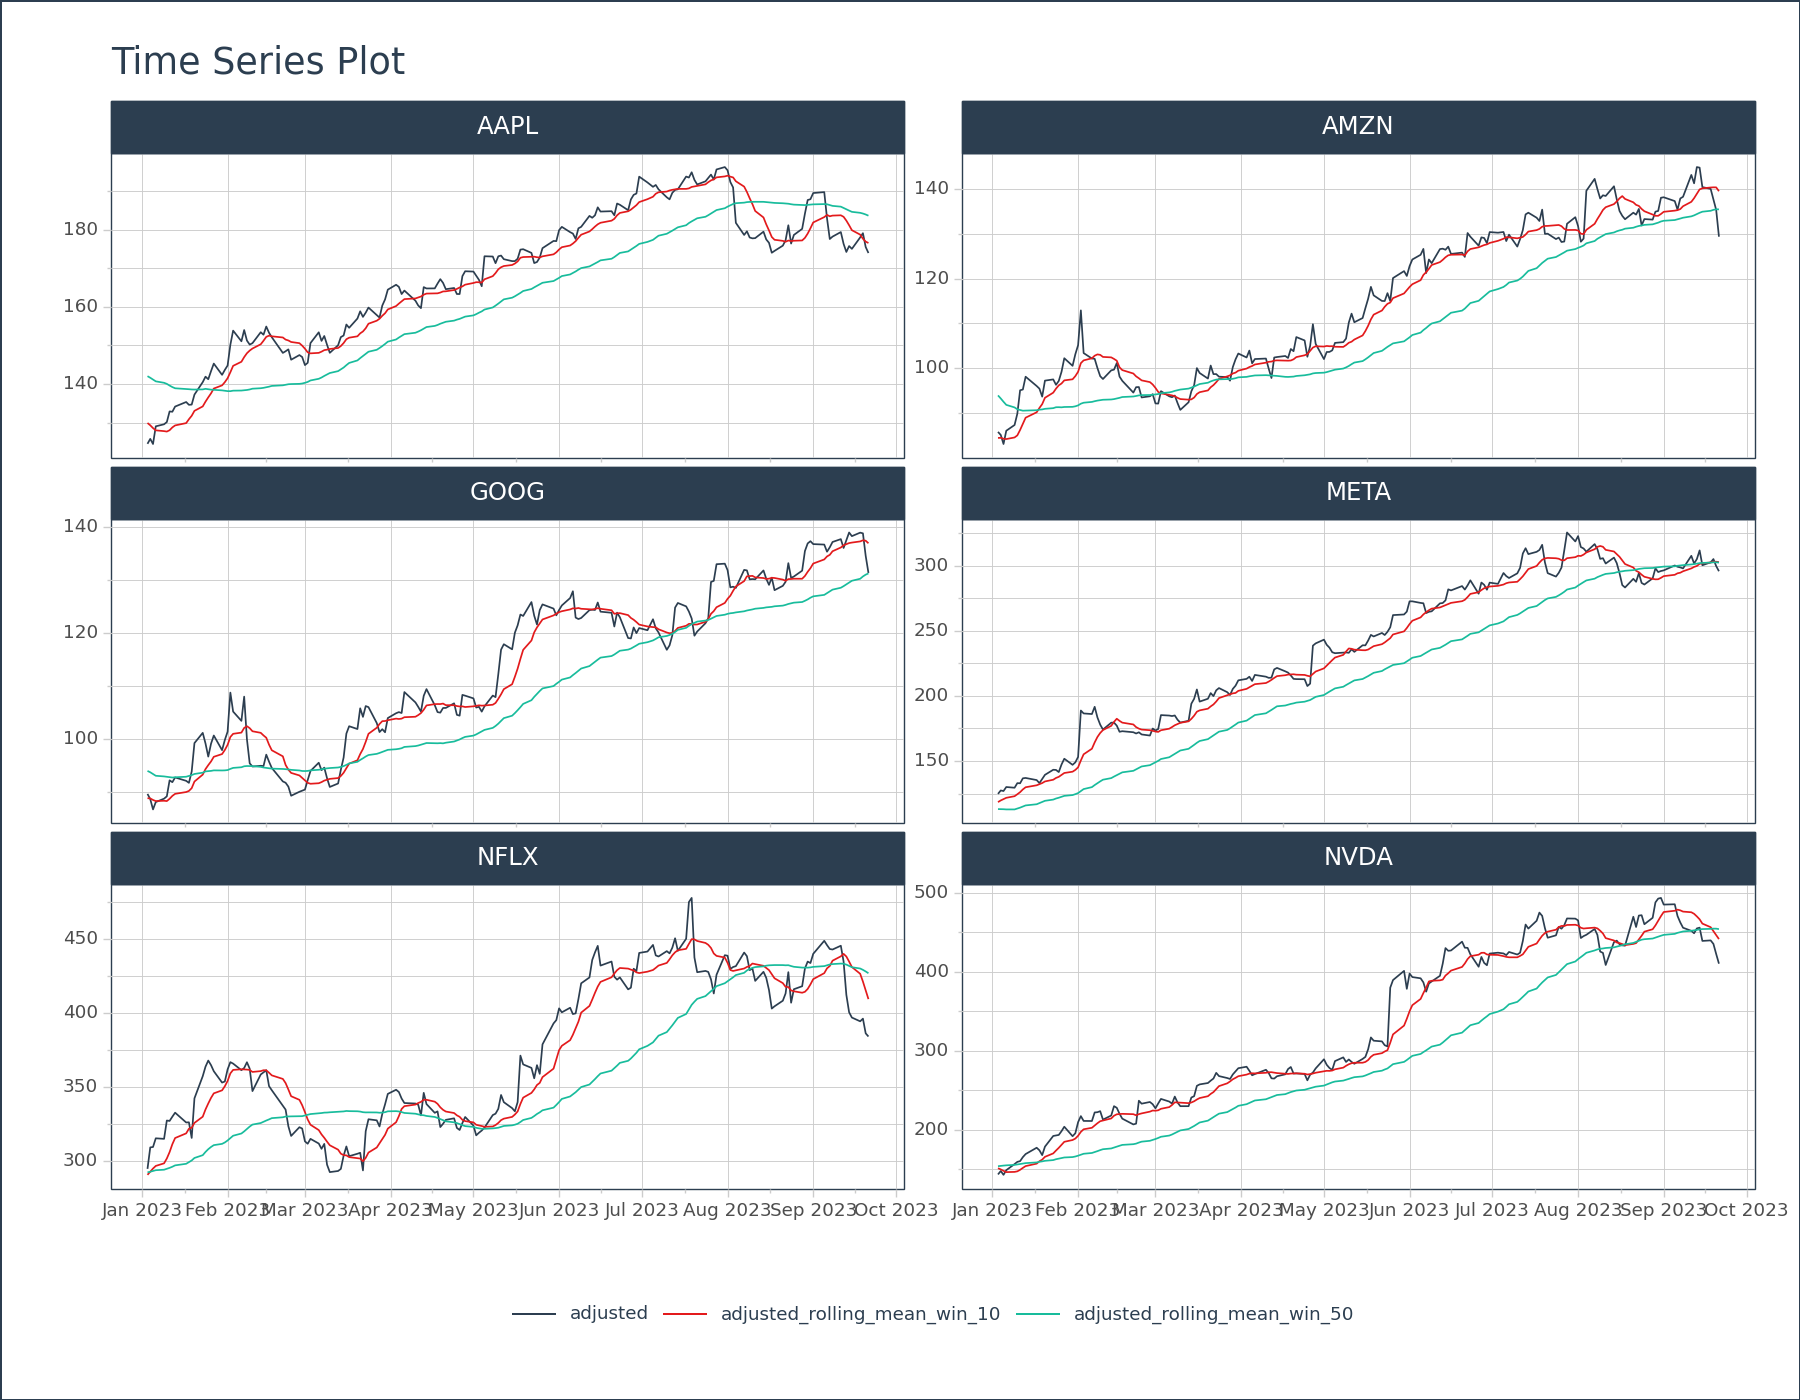 Time Series Plot
AAPL
180
160
140
AMZN
140
120
100
GOOG
140
120
100
META
300
250
200
150
NFLX
450
400
350
300
Jan 2023 Feb 2023 Mar 2023 Apr 2023 May 2023 Jun 2023 Jul 2023 Aug 2023 Sep 2023 Oct 2023
NVDA
500
400
300
200
Jan 2023 Feb 2023 Mar 2023 Apr 2023 May 2023 Jun 2023 Jul 2023 Aug 2023 Sep 2023 Oct 2023
adjusted adjusted_rolling_mean_win_10 adjusted_rolling_mean_win_50